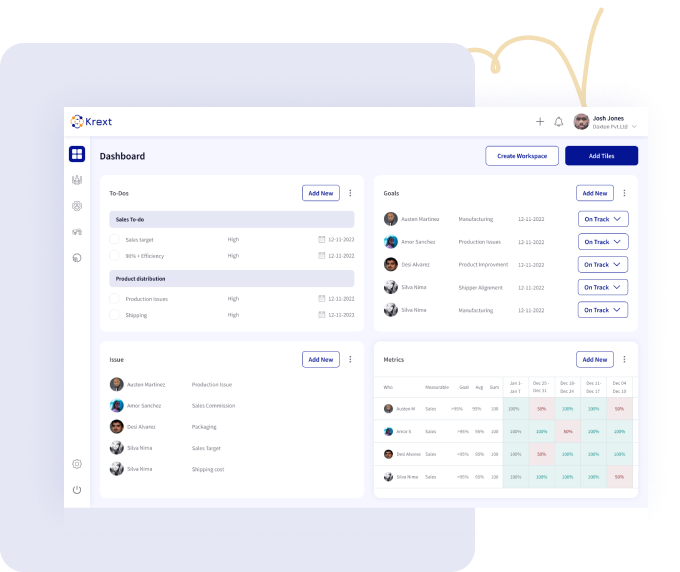 Krext
Josh Jones
Daxton Pvt.Ltd
Dashboard
Create Workspace
Add Tiles
To-Dos
Add New
Sales To-do
Sales target High 12-11-2022
90% + Efficiency High 12-11-2022
Product distribution
Production issues High 12-11-2022
Shipping High 12-11-2022
Goals
Add New
Austen Martinez Manufacturing 12-11-2022 On Track
Amor Sanchez Production Issues 12-11-2022 On Track
Desi Alvarez Product Improvment 12-11-2022 On Track
Silva Nima Shipper Alignment 12-11-2022 On Track
Silva Nima Manufacturing 12-11-2022 On Track
Issue
Add New
Austen Martinez Production Issue
Amor Sanchez Sales Commission
Desi Alvarez Packaging
Silva Nima Sales Target
Silva Nima Shipping cost
Metrics
Add New
Who Measurable Goal Avg Sum Jan 1- Jan 7 Dec 25 - Dec 31 Dec 18- Dec 24 Dec 11- Dec 17 Dec 04 Dec 10
Austen M Sales >95% 98% 100 100% 50% 100% 100% 50%
Amor S Sales >95% 98% 100 100% 100% 50% 100% 100%
Desi Alvarez Sales >95% 98% 100 100% 50% 100% 100% 100%
Silva Nima Sales >95% 98% 100 100% 100% 100% 100% 50%